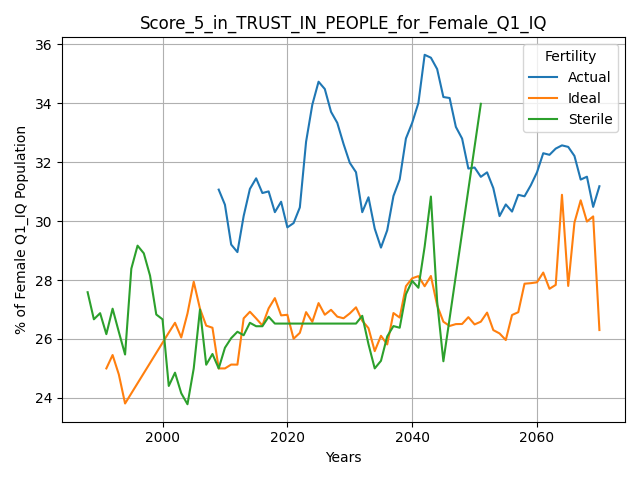 Score_5_in_TRUST_IN_PEOPLE_for_Female_Q1_IQ
% of Female Q1_IQ Population
36
34
32
30
28
26
24
Fertility
Actual
Ideal
Sterile
2000 2020 2040 2060
Years